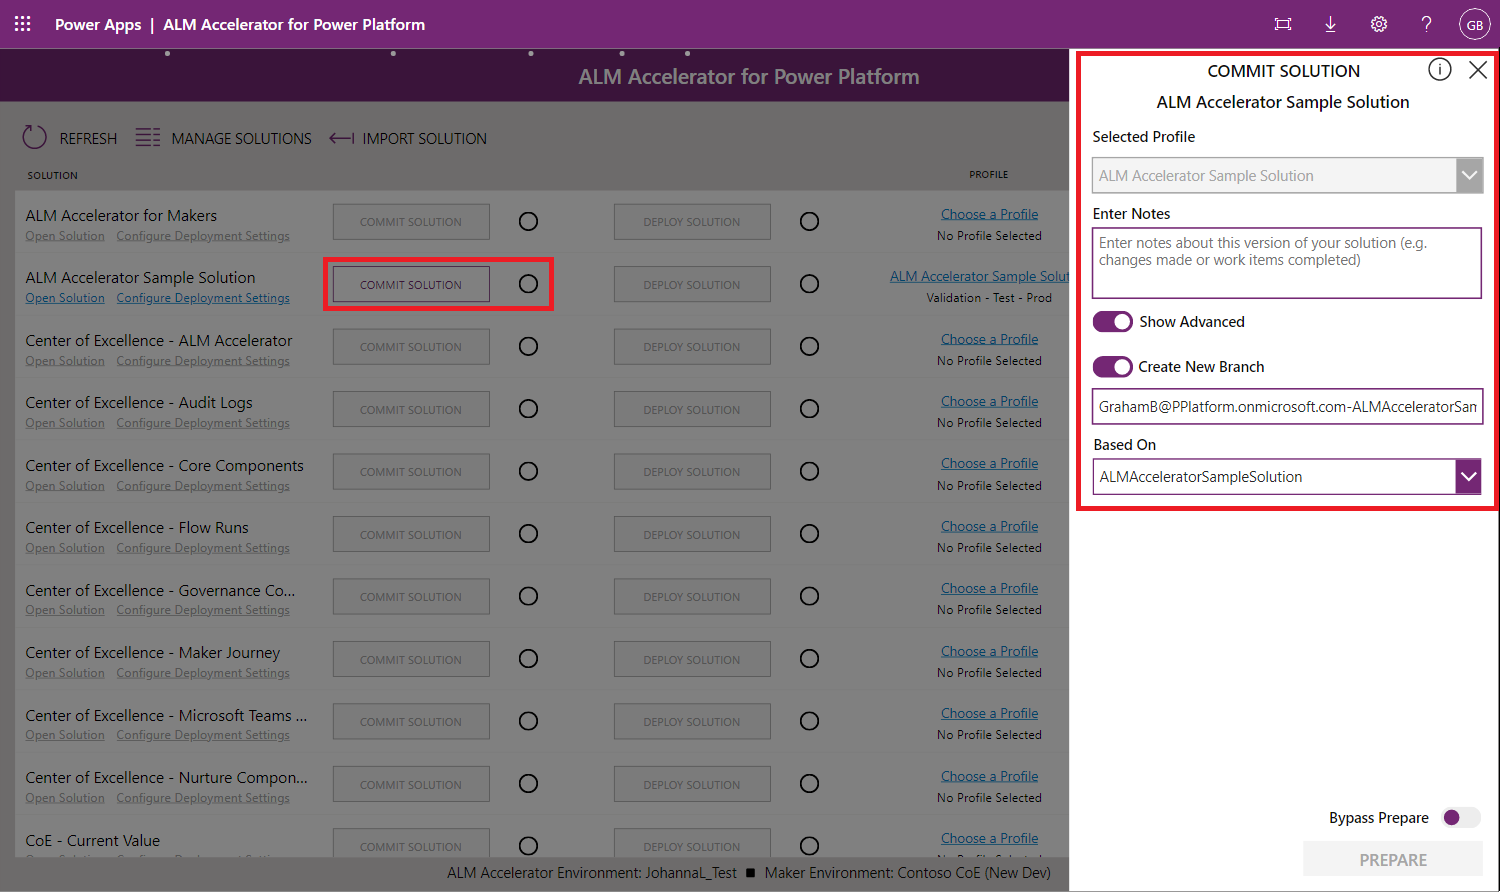 Power Apps | ALM Accelerator for Power Platform
GB
ALM Accelerator for Power Platform
REFRESH
MANAGE SOLUTIONS
IMPORT SOLUTION
SOLUTION
PROFILE
ALM Accelerator for Makers
Open Solution Configure Deployment Settings
COMMIT SOLUTION
DEPLOY SOLUTION
Choose a Profile
No Profile Selected
ALM Accelerator Sample Solution
Open Solution Configure Deployment Settings
COMMIT SOLUTION
DEPLOY SOLUTION
ALM Accelerator Sample Solut
Validation - Test - Prod
Center of Excellence - ALM Accelerator
Open Solution Configure Deployment Settings
COMMIT SOLUTION
DEPLOY SOLUTION
Choose a Profile
No Profile Selected
Center of Excellence - Audit Logs
Open Solution Configure Deployment Settings
COMMIT SOLUTION
DEPLOY SOLUTION
Choose a Profile
No Profile Selected
Center of Excellence - Core Components
Open Solution Configure Deployment Settings
COMMIT SOLUTION
DEPLOY SOLUTION
Choose a Profile
No Profile Selected
Center of Excellence - Flow Runs
Open Solution Configure Deployment Settings
COMMIT SOLUTION
DEPLOY SOLUTION
Choose a Profile
No Profile Selected
Center of Excellence - Governance Co...
Open Solution Configure Deployment Settings
COMMIT SOLUTION
DEPLOY SOLUTION
Choose a Profile
No Profile Selected
Center of Excellence - Maker Journey
Open Solution Configure Deployment Settings
COMMIT SOLUTION
DEPLOY SOLUTION
Choose a Profile
No Profile Selected
Center of Excellence - Microsoft Teams ...
Open Solution Configure Deployment Settings
COMMIT SOLUTION
DEPLOY SOLUTION
Choose a Profile
No Profile Selected
Center of Excellence - Nurture Compon...
Open Solution Configure Deployment Settings
COMMIT SOLUTION
DEPLOY SOLUTION
Choose a Profile
No Profile Selected
CoE - Current Value
Open Solution Configure Deployment Settings
COMMIT SOLUTION
DEPLOY SOLUTION
Choose a Profile
No Profile Selected
ALM Accelerator Environment: JohannaL_Test ■ Maker Environment: Contoso CoE (New Dev)
COMMIT SOLUTION
ALM Accelerator Sample Solution
Selected Profile
ALM Accelerator Sample Solution
Enter Notes
Enter notes about this version of your solution (e.g.
changes made or work items completed)
Show Advanced
Create New Branch
GrahamB@PPlatform.onmicrosoft.com-ALMAcceleratorSam
Based On
ALMAcceleratorSampleSolution
Bypass Prepare
PREPARE